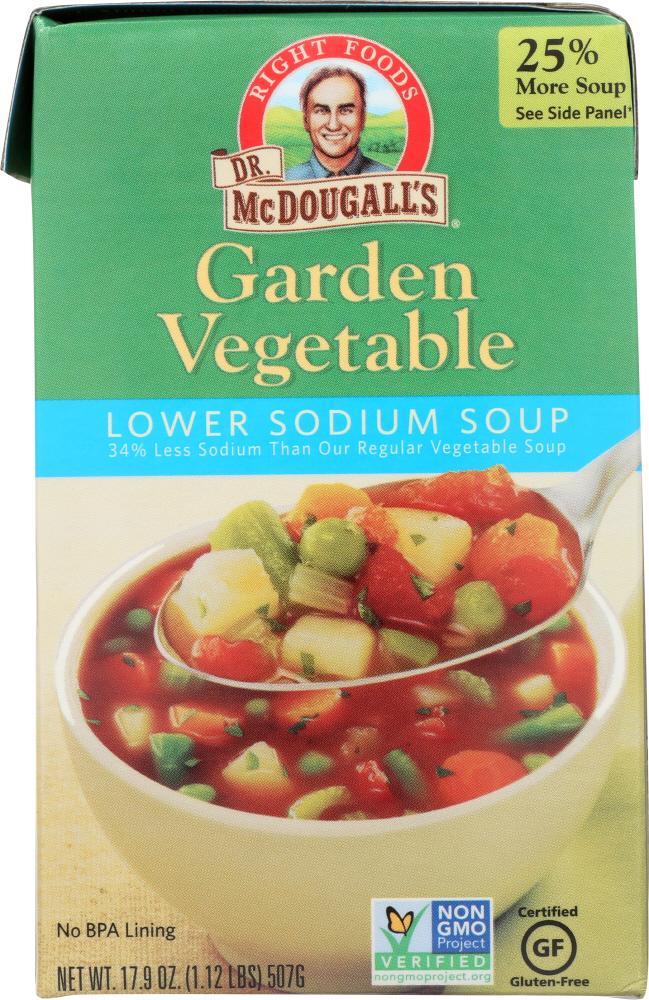 RIGHT FOODS
DR.
McDOUGALL'S®
25%
More Soup
See Side Panel*
Garden
Vegetable
LOWER SODIUM SOUP
34% Less Sodium Than Our Regular Vegetable Soup
No BPA Lining
NET WT. 17.9 OZ. (1.12 LBS) 507G
NON
GMO
Project
VERIFIED
nongmoproject.org
Certified
GF
Gluten-Free